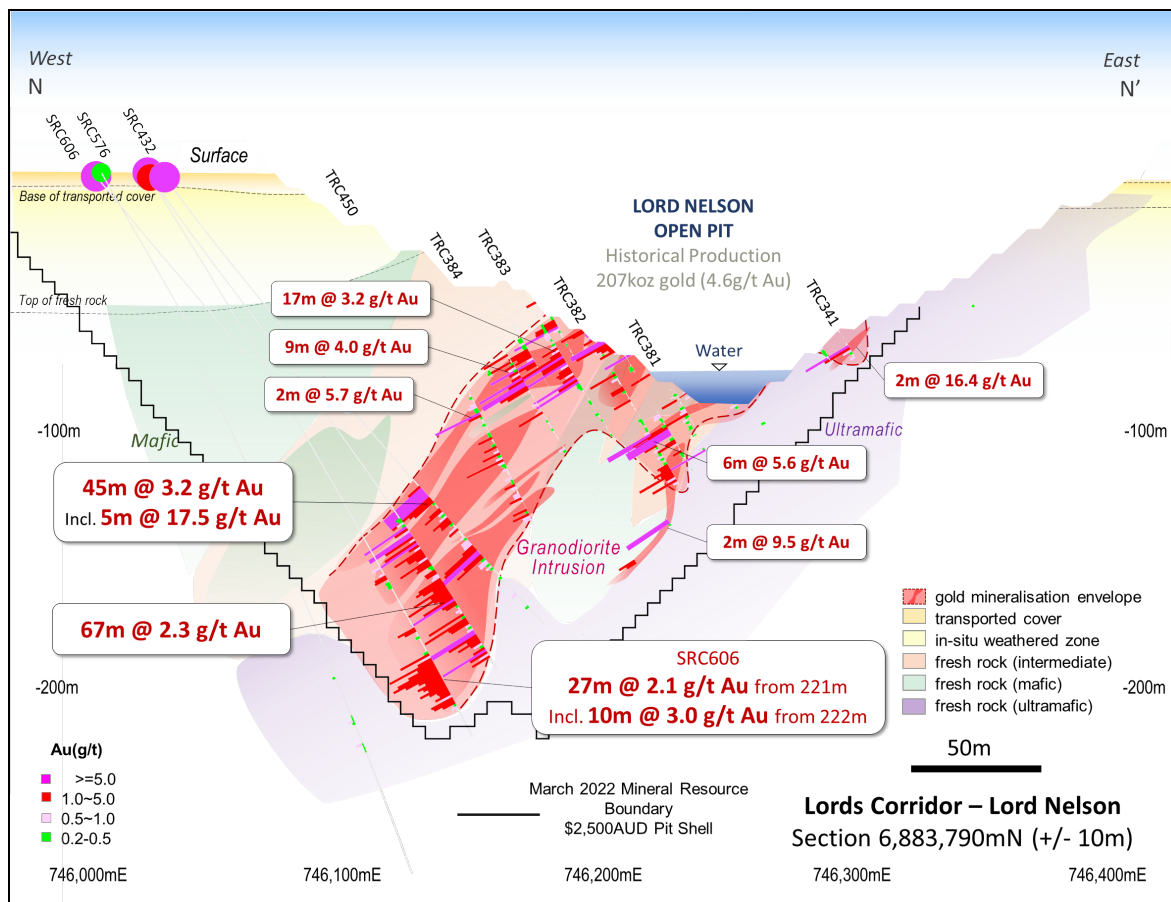 West
N
East
N'
SRC606
SRC576
SRC432
Surface
Base of transported cover
TRC450
LORD NELSON
OPEN PIT
Historical Production
207koz gold (4.6g/t Au)
TRC384
TRC383
TRC382
TRC381
TRC341
Top of fresh rock
17m @ 3.2 g/t Au
9m @ 4.0 g/t Au
2m @ 5.7 g/t Au
Water
2m @ 16.4 g/t Au
-100m
-100m
Mafic
Ultramafic
6m @ 5.6 g/t Au
45m @ 3.2 g/t Au
Incl. 5m @ 17.5 g/t Au
2m @ 9.5 g/t Au
Granodiorite
Intrusion
67m @ 2.3 g/t Au
SRC606
27m @ 2.1 g/t Au from 221m
Incl. 10m @ 3.0 g/t Au from 222m
gold mineralisation envelope
transported cover
in-situ weathered zone
fresh rock (intermediate)
fresh rock (mafic)
fresh rock (ultramafic)
-200m
-200m
Au(g/t)
>=5.0
1.0~5.0
0.5~1.0
0.2-0.5
50m
March 2022 Mineral Resource
Boundary
$2,500AUD Pit Shell
Lords Corridor – Lord Nelson
Section 6,883,790mN (+/- 10m)
746,000mE
746,100mE
746,200mE
746,300mE
746,400mE